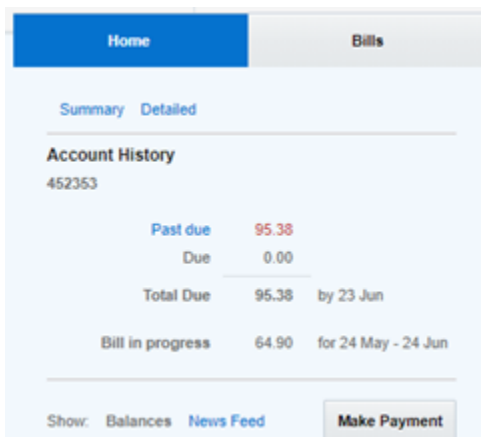 Home Bills
Summary Detailed
Account History
452353
Past due 95.38
Due 0.00
Total Due 95.38 by 23 Jun
Bill in progress 64.90 for 24 May - 24 Jun
Show: Balances News Feed Make Payment